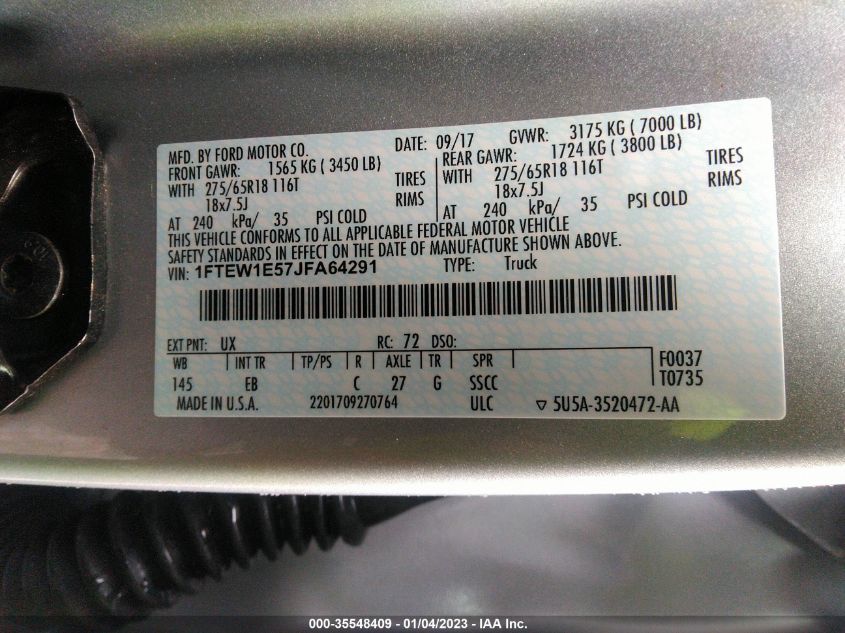 MFD. BY FORD MOTOR CO. DATE: 09/17 GVWR: 3175 KG ( 7000 LB)
FRONT GAWR: 1565 KG ( 3450 LB) REAR GAWR: 1724 KG ( 3800 LB)
WITH 275/65R18 116T TIRES WITH 275/65R18 116T TIRES
18x7.5J RIMS 18x7.5J RIMS
AT 240 kPa/ 35 PSI COLD AT 240 kPa/ 35 PSI COLD
THIS VEHICLE CONFORMS TO ALL APPLICABLE FEDERAL MOTOR VEHICLE
SAFETY STANDARDS IN EFFECT ON THE DATE OF MANUFACTURE SHOWN ABOVE.
VIN: 1FTEW1E57JFA64291 TYPE: Truck
EXT PNT: UX RC: 72 DSO:
WB INT TR TP/PS R AXLE TR SPR F0037
145 EB C 27 G SSCC T0735
MADE IN U.S.A. 2201709270764 ULC ▽ 5U5A-3520472-AA
000-35548409 - 01/04/2023 - IAA Inc.